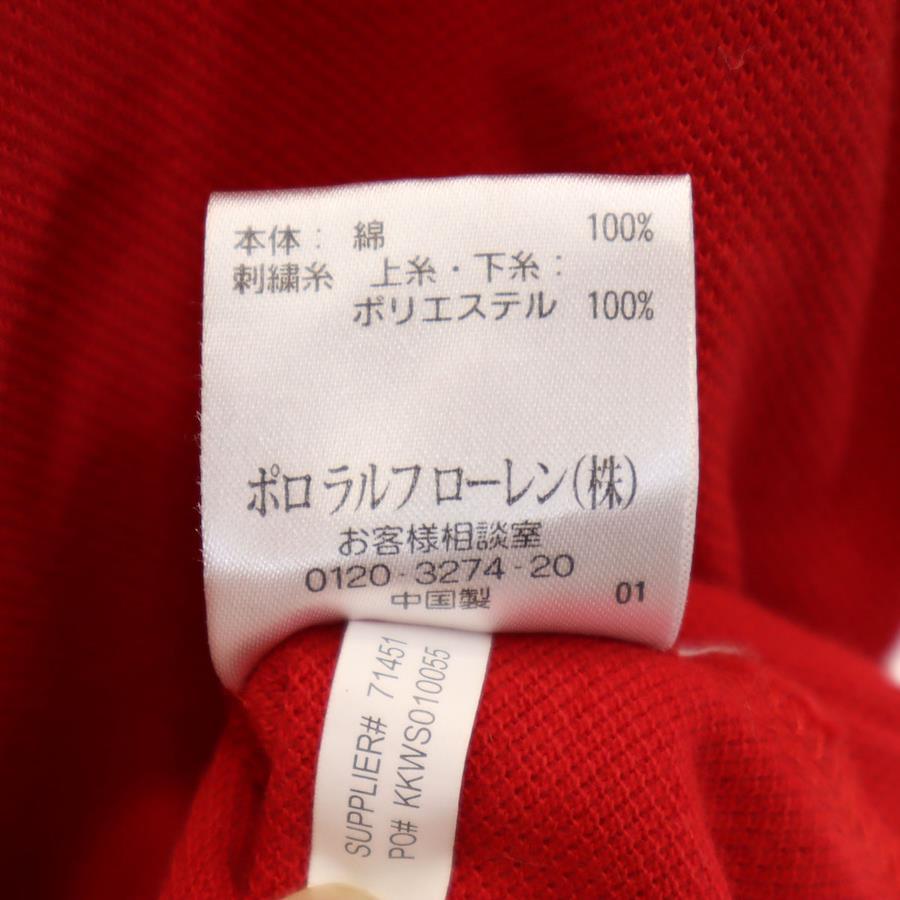 本体： 綿 100%
刺繍糸 上糸・下糸：
ポリエステル 100%
ポロ ラルフ ローレン(株)
お客様相談室
0120-3274-20
中国製 01
SUPPLIER# 71451
PO# KKWS010055